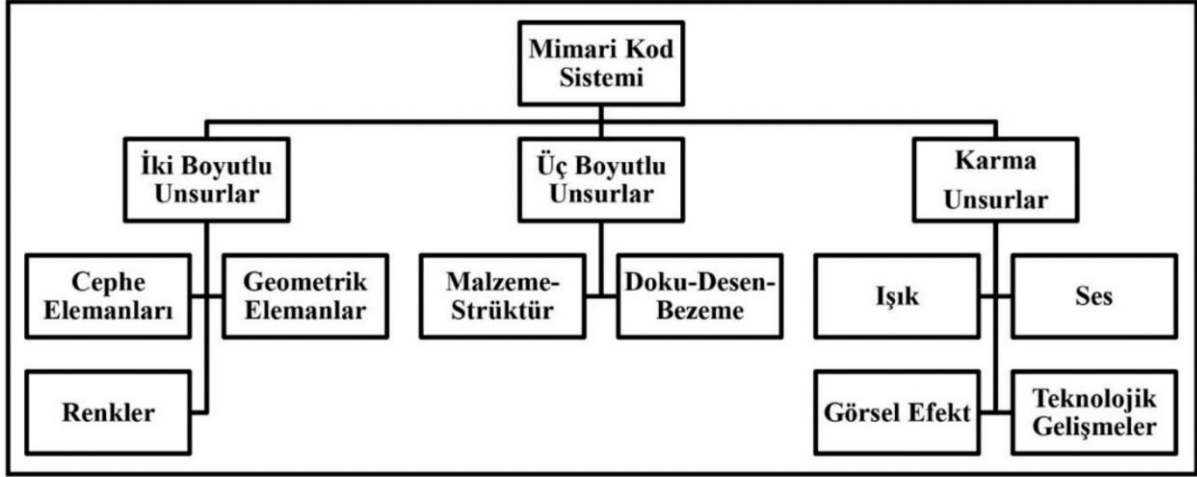 Mimari Kod
Sistemi
İki Boyutlu
Unsurlar
Üç Boyutlu
Unsurlar
Karma
Unsurlar
Cephe
Elemanları
Geometrik
Elemanlar
Malzeme-
Strüktür
Doku-Desen-
Bezeme
Işık
Ses
Renkler
Görsel Efekt
Teknolojik
Gelişmeler